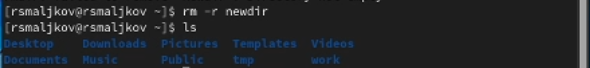 [rsmaljkov@rsmaljkov ~]$ rm -r newdir
[rsmaljkov@rsmaljkov ~]$ ls
Desktop Downloads Pictures Templates Videos
Documents Music Public tmp work